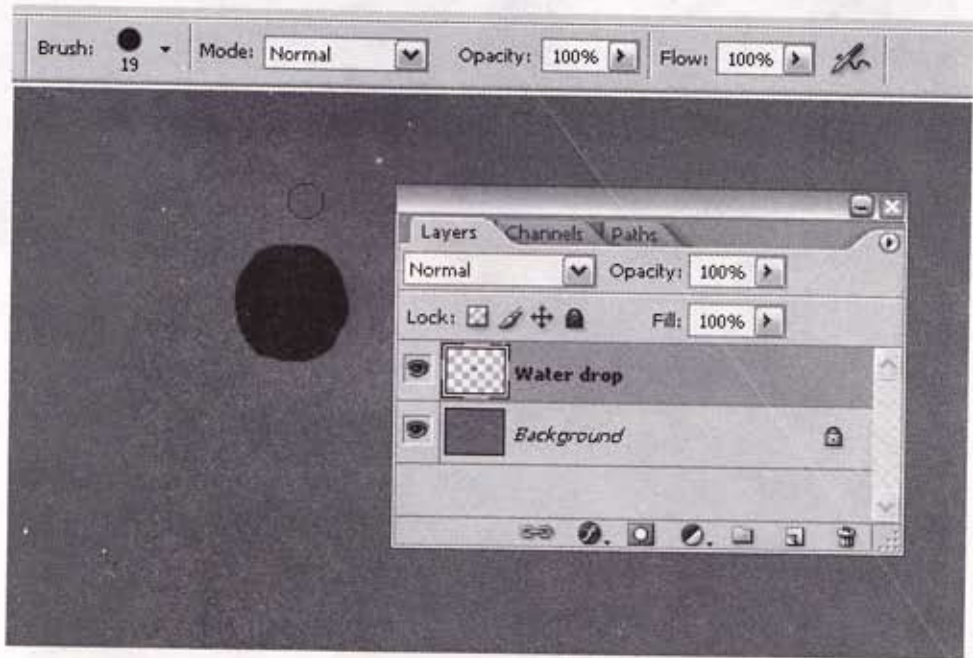 Brush: 19 Mode: Normal Opacity: 100% Flow: 100%
Layers Channels Paths
Normal Opacity: 100%
Lock: Fill: 100%
Water drop
Background